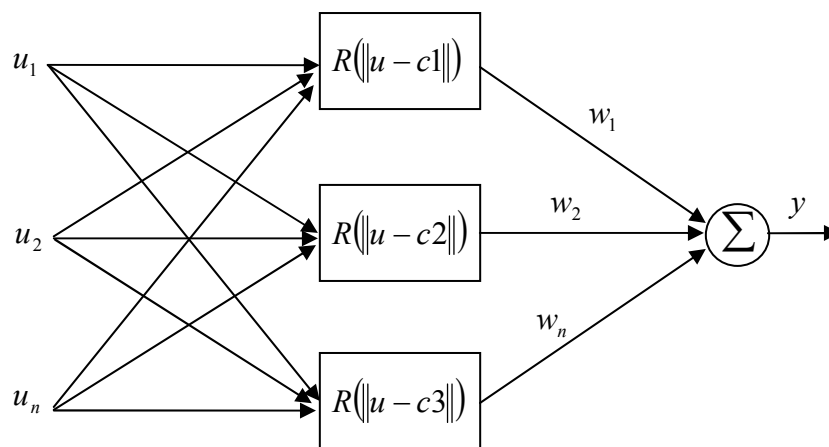 u₁
R(‖u − c1‖)
w₁
u₂
R(‖u − c2‖)
w₂
Σ
y
uₙ
R(‖u − c3‖)
wₙ